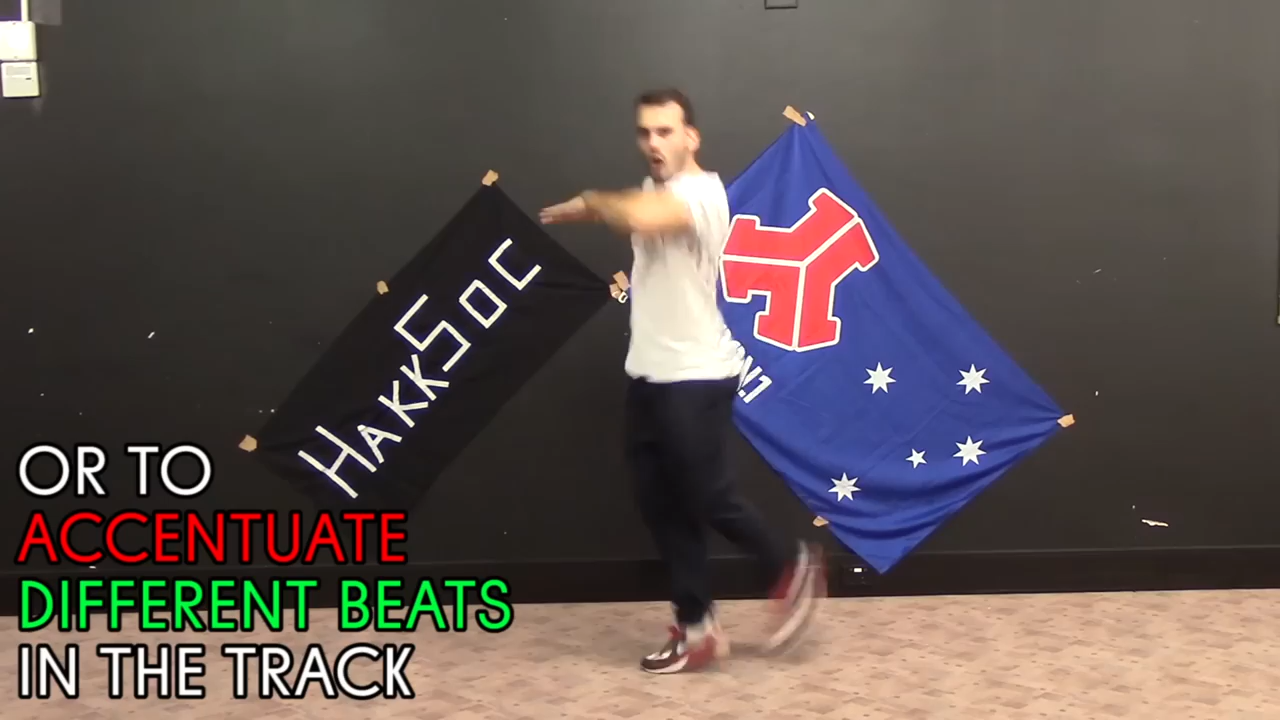 HAKKSOC
OR TO
ACCENTUATE
DIFFERENT BEATS
IN THE TRACK